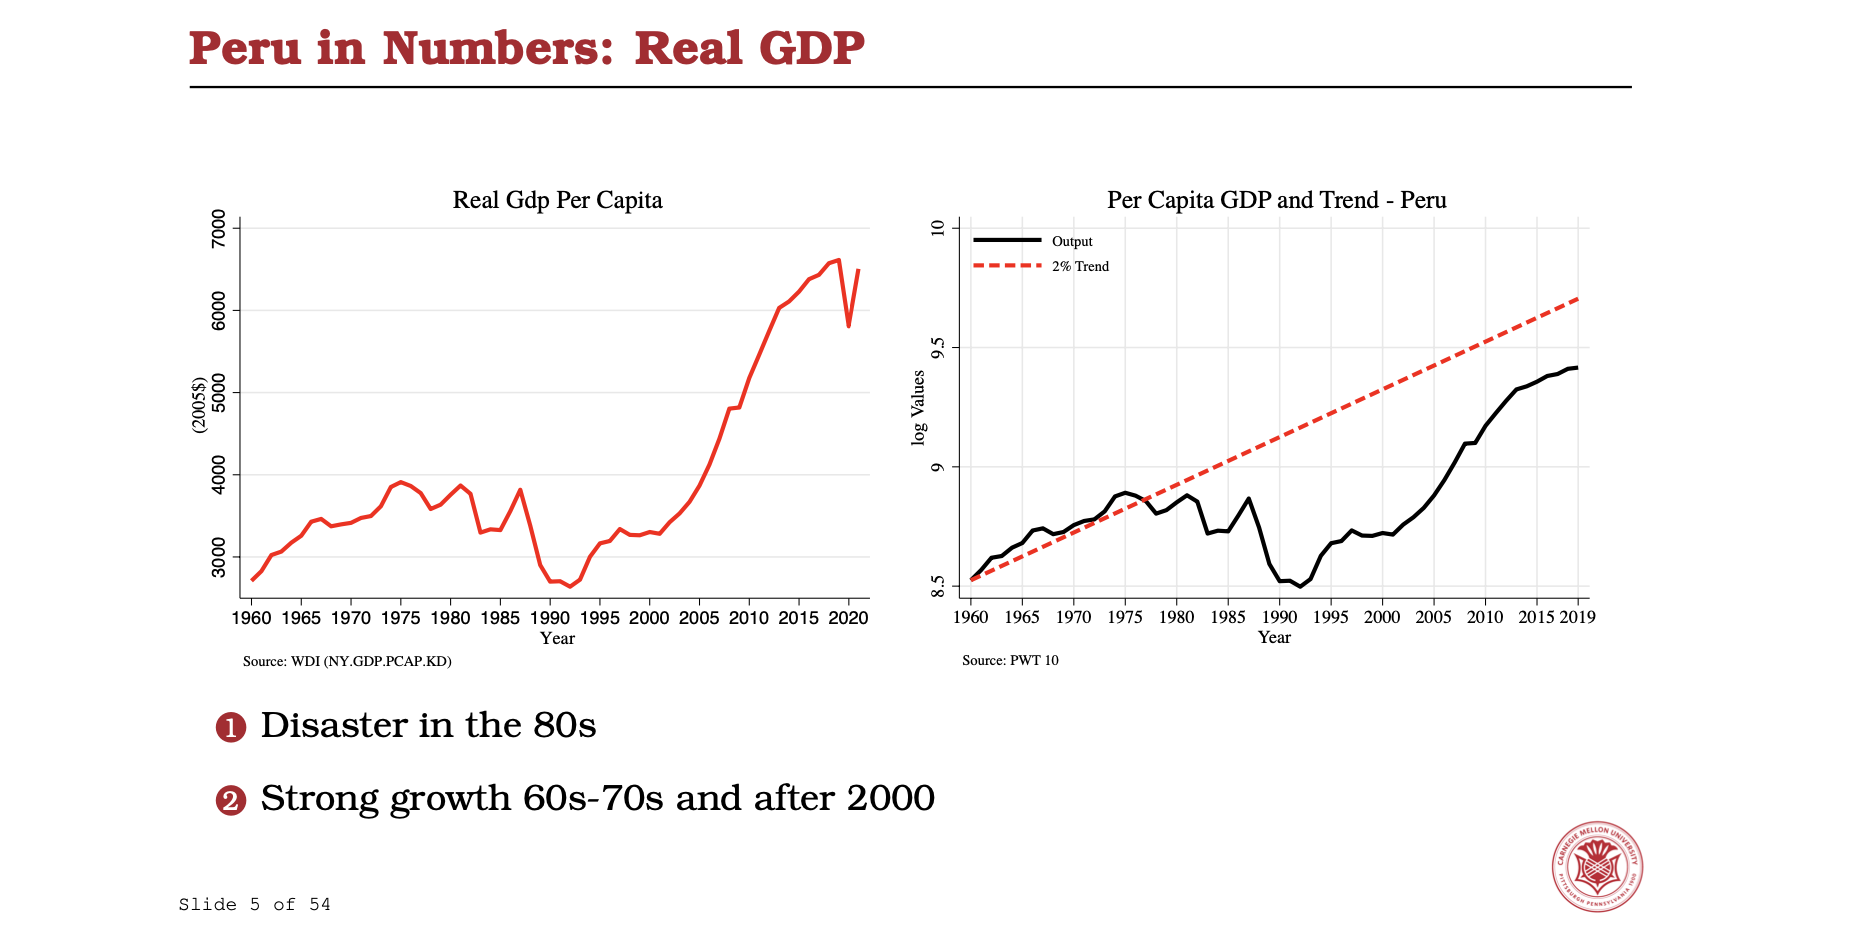 Peru in Numbers: Real GDP
Real Gdp Per Capita
7000
6000
5000
4000
3000
(2005$)
1960 1965 1970 1975 1980 1985 1990 1995 2000 2005 2010 2015 2020
Year
Source: WDI (NY.GDP.PCAP.KD)
Per Capita GDP and Trend - Peru
Output
2% Trend
10
9.5
9
8.5
log Values
1960 1965 1970 1975 1980 1985 1990 1995 2000 2005 2010 2015 2019
Year
Source: PWT 10
1 Disaster in the 80s
2 Strong growth 60s-70s and after 2000
CARNEGIE MELLON UNIVERSITY
PITTSBURGH PENNSYLVANIA 1900
Slide 5 of 54